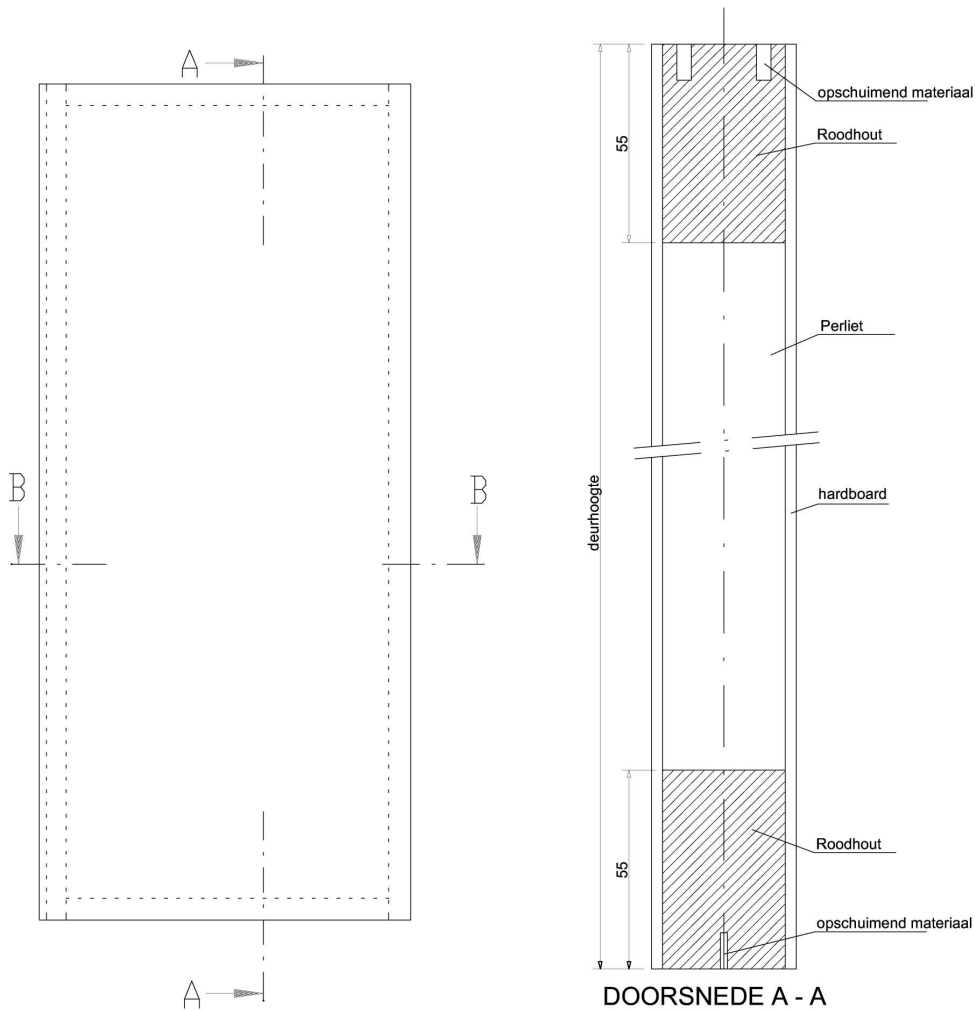 A
B
B
A
opschuimend materiaal
55
Roodhout
Perliet
deurhoogte
hardboard
55
Roodhout
opschuimend materiaal
DOORSNEDE A - A